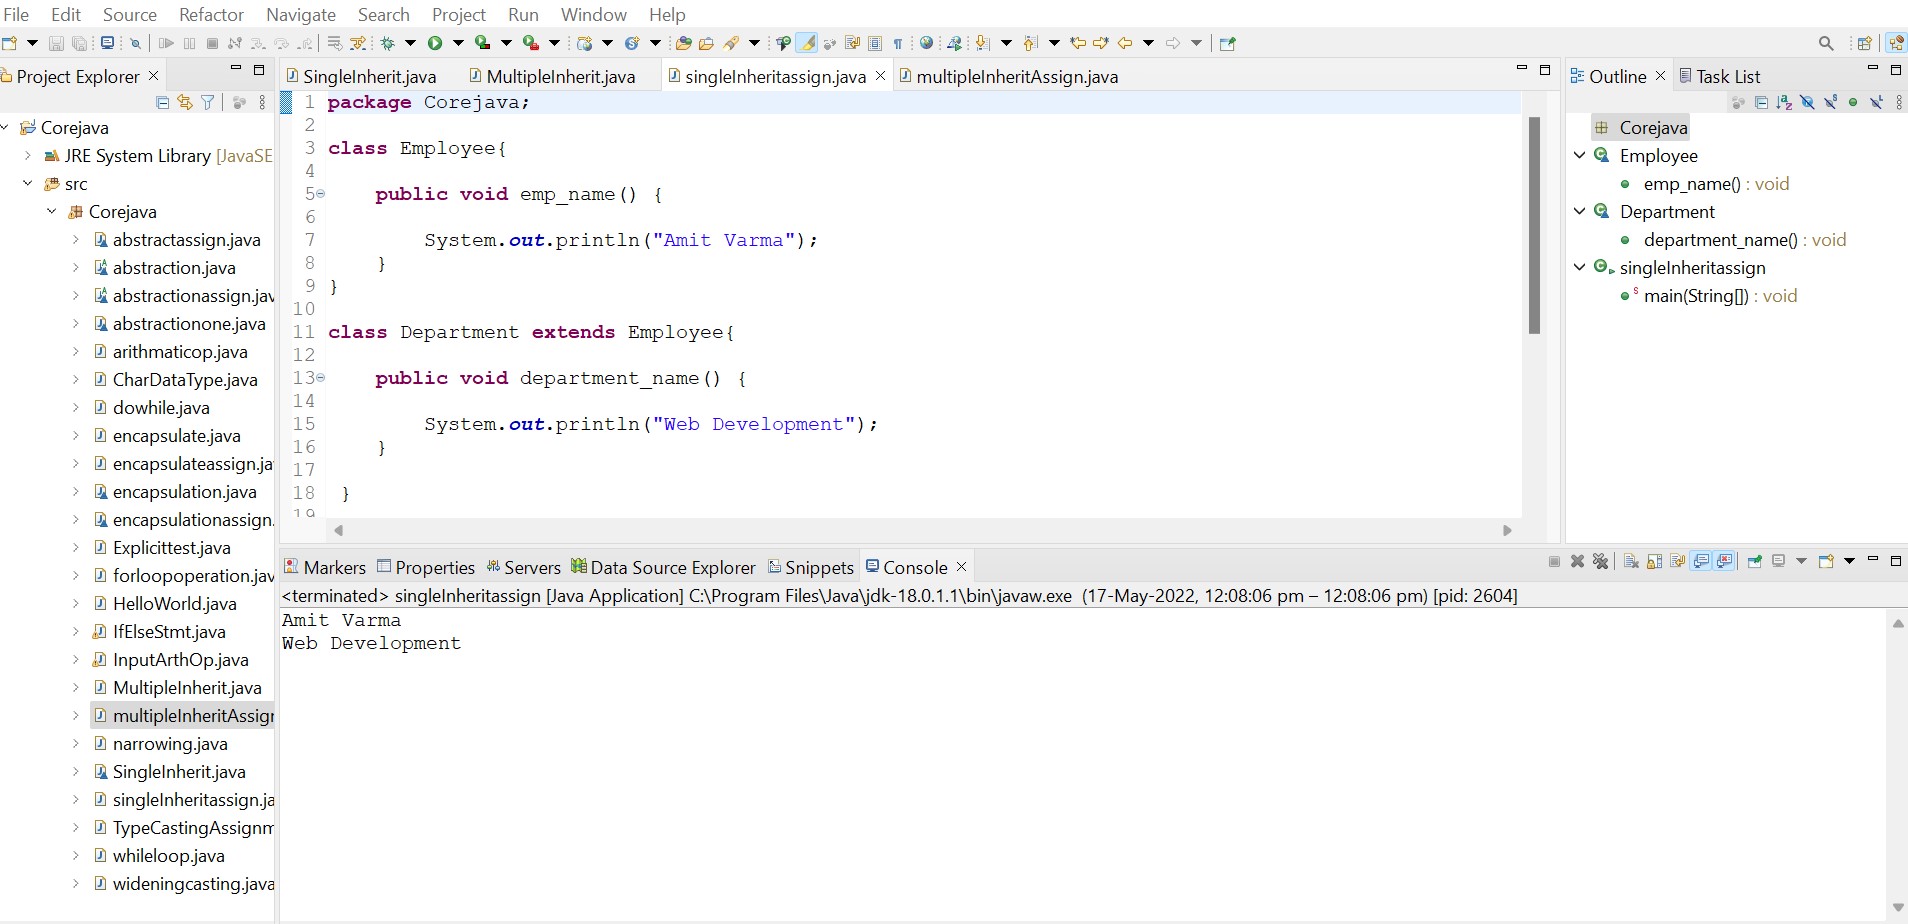 File Edit Source Refactor Navigate Search Project Run Window Help
Project Explorer
Corejava
JRE System Library [JavaSE
src
Corejava
abstractassign.java
abstraction.java
abstractionassign.jav
abstractionone.java
arithmaticop.java
CharDataType.java
dowhile.java
encapsulate.java
encapsulateassign.ja
encapsulation.java
encapsulationassign.
Explicittest.java
forloopoperation.jav
HelloWorld.java
IfElseStmt.java
InputArthOp.java
MultipleInherit.java
multipleInheritAssigr
narrowing.java
SingleInherit.java
singleInheritassign.ja
TypeCastingAssignm
whileloop.java
wideningcasting.java
SingleInherit.java MultipleInherit.java singleInheritassign.java multipleInheritAssign.java
1 package Corejava;
2
3 class Employee{
4
5 public void emp_name() {
6
7 System.out.println("Amit Varma");
8 }
9 }
10
11 class Department extends Employee{
12
13 public void department_name() {
14
15 System.out.println("Web Development");
16 }
17
18 }
19
Outline Task List
Corejava
Employee
emp_name() : void
Department
department_name() : void
singleInheritassign
main(String[]) : void
Markers Properties Servers Data Source Explorer Snippets Console
<terminated> singleInheritassign [Java Application] C:\Program Files\Java\jdk-18.0.1.1\bin\javaw.exe (17-May-2022, 12:08:06 pm – 12:08:06 pm) [pid: 2604]
Amit Varma
Web Development